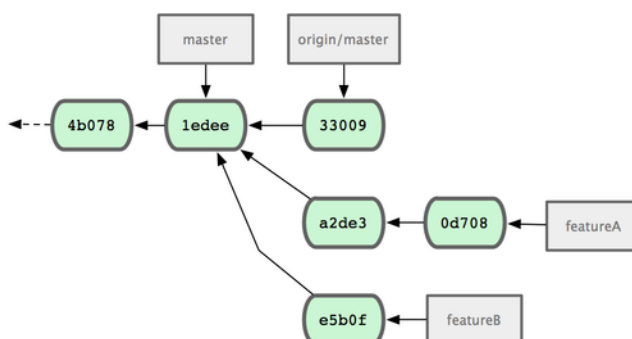 master
origin/master
4b078
1edee
33009
a2de3
0d708
featureA
e5b0f
featureB